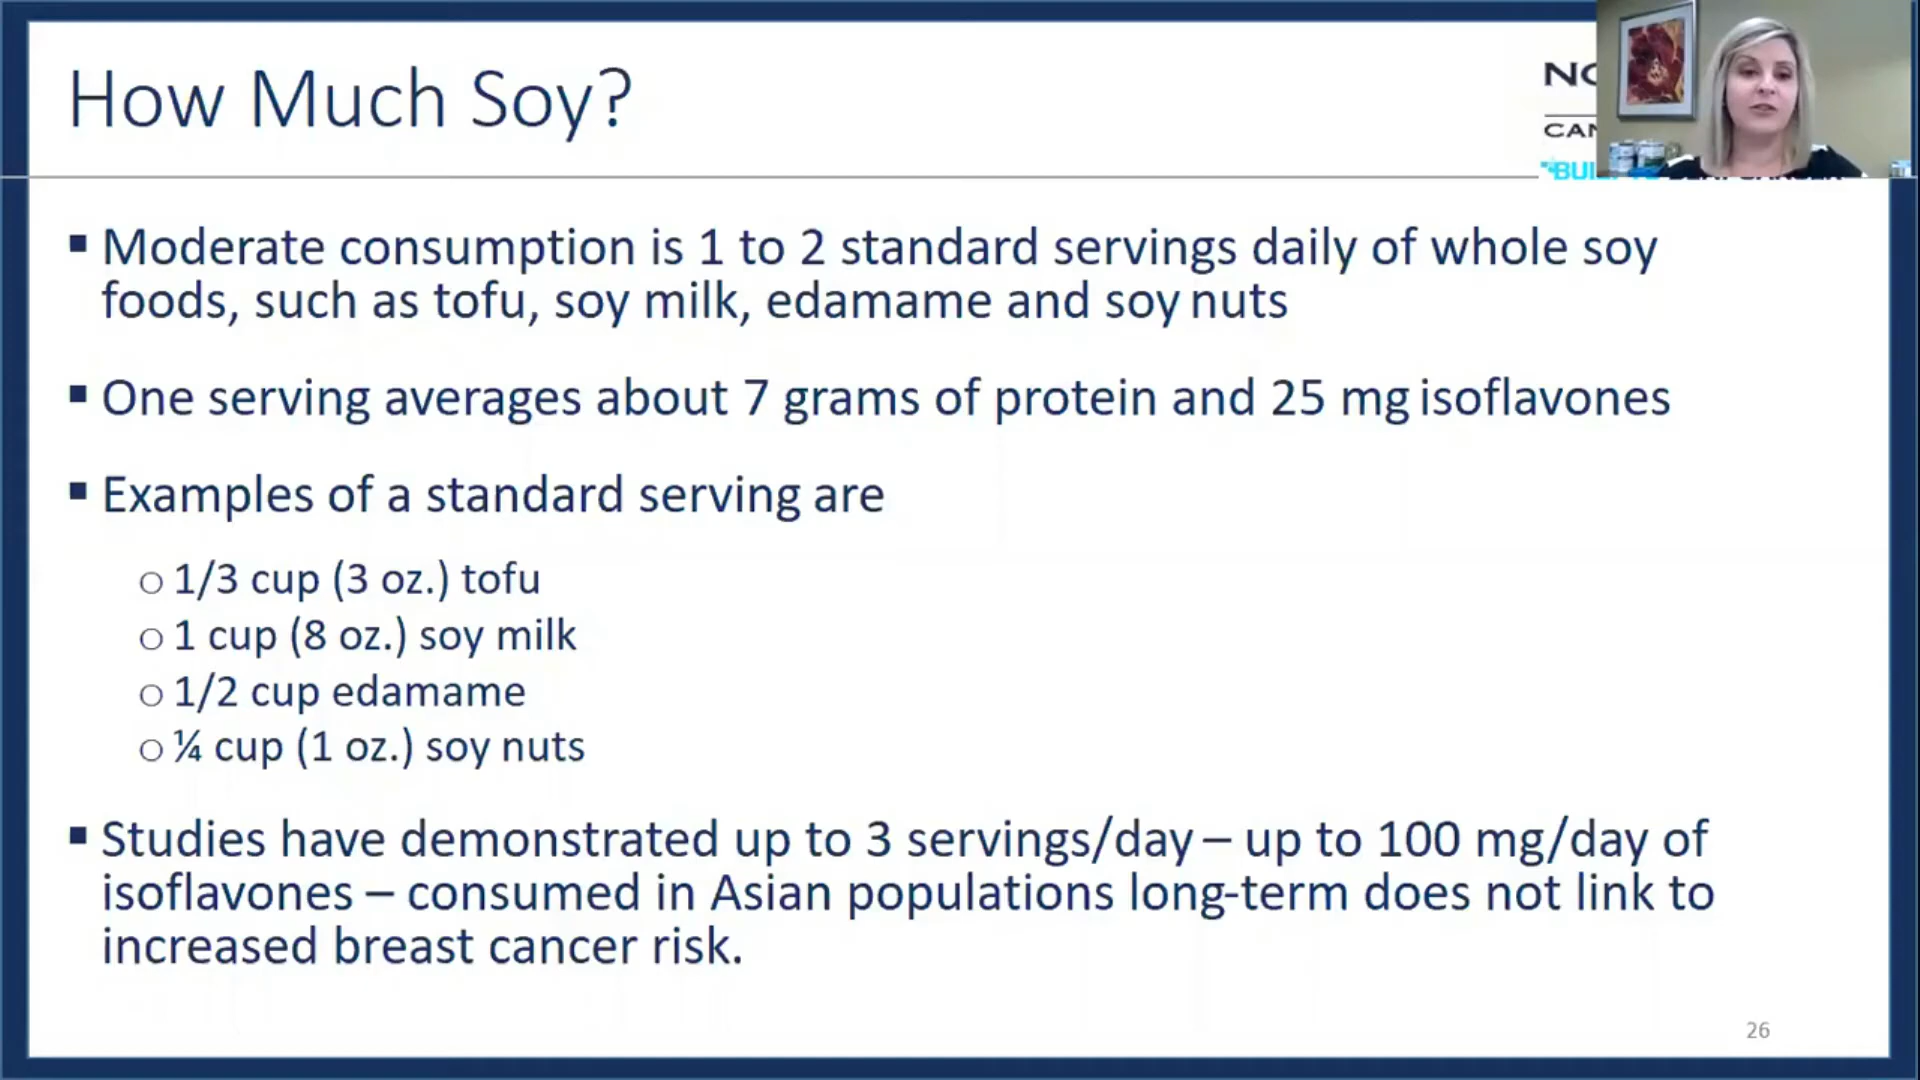 How Much Soy?
▪ Moderate consumption is 1 to 2 standard servings daily of whole soy
foods, such as tofu, soy milk, edamame and soy nuts
▪ One serving averages about 7 grams of protein and 25 mg isoflavones
▪ Examples of a standard serving are
o 1/3 cup (3 oz.) tofu
o 1 cup (8 oz.) soy milk
o 1/2 cup edamame
o ¼ cup (1 oz.) soy nuts
▪ Studies have demonstrated up to 3 servings/day – up to 100 mg/day of
isoflavones – consumed in Asian populations long-term does not link to
increased breast cancer risk.
26